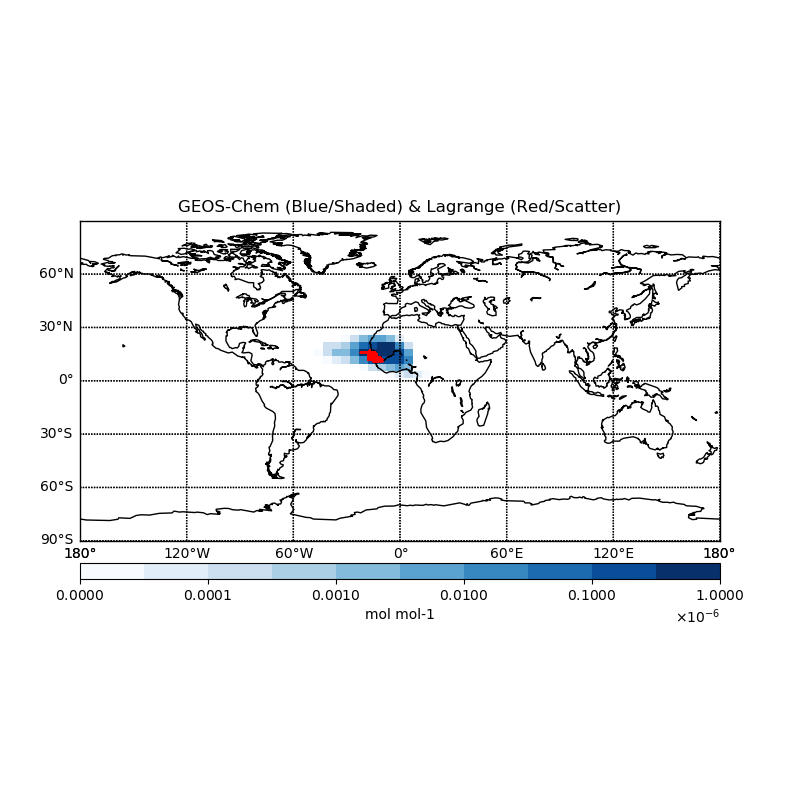 GEOS-Chem (Blue/Shaded) & Lagrange (Red/Scatter)
60°N
30°N
0°
30°S
60°S
90°S
180° 120°W 60°W 0° 60°E 120°E 180°
0.0000 0.0001 0.0010 0.0100 0.1000 1.0000
mol mol-1
×10⁻⁶